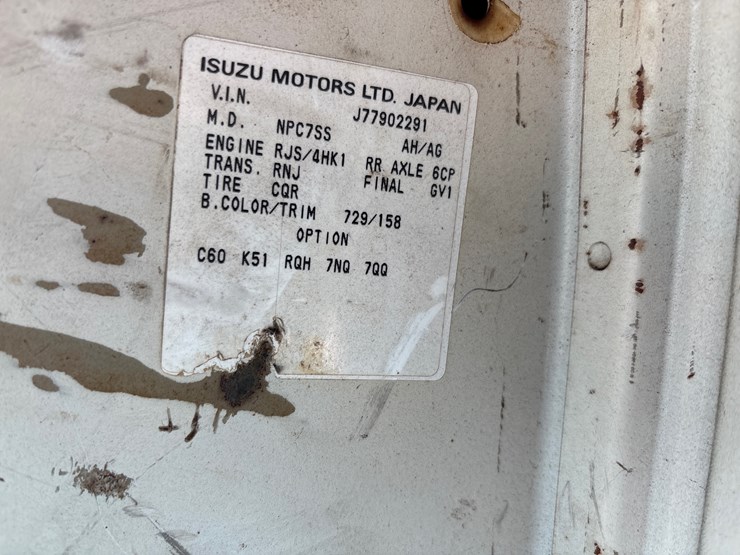 ISUZU MOTORS LTD. JAPAN
V.I.N. J77902291
M.D. NPC7SS AH/AG
ENGINE RJS/4HK1 RR AXLE 6CP
TRANS. RNJ FINAL GV1
TIRE CQR
B.COLOR/TRIM 729/158
OPTION
C60 K51 RQH 7NQ 7QQ